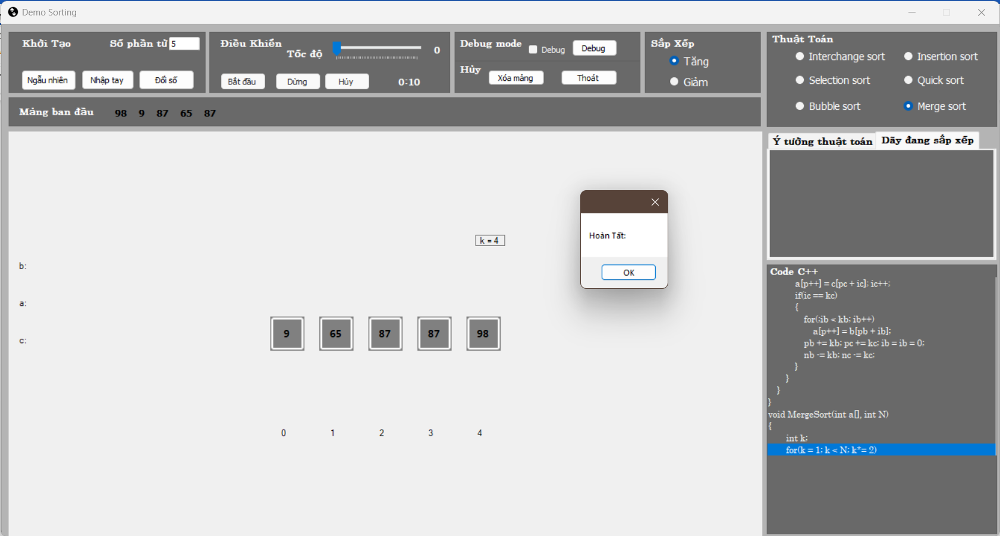 Demo Sorting
Khởi Tạo
Số phần tử 5
Ngẫu nhiên
Nhập tay
Đổi số
Điều Khiển
Tốc độ
0
Bắt đầu
Dừng
Hủy
0:10
Debug mode
Debug
Debug
Hủy
Xóa mảng
Thoát
Sắp Xếp
Tăng
Giảm
Thuật Toán
Interchange sort
Insertion sort
Selection sort
Quick sort
Bubble sort
Merge sort
Mảng ban đầu 98 9 87 65 87
Ý tưởng thuật toán
Dãy đang sắp xếp
k = 4
b:
a:
c:
9 65 87 87 98
0 1 2 3 4
Hoàn Tất:
OK
Code C++
a[p++] = c[pc + ic]; ic++;
if(ic == kc)
{
for(;ib < kb; ib++)
a[p++] = b[pb + ib];
pb += kb; pc += kc; ib = ib = 0;
nb -= kb; nc -= kc;
}
}
}
}
void MergeSort(int a[], int N)
{
int k;
for(k = 1; k < N; k*= 2)